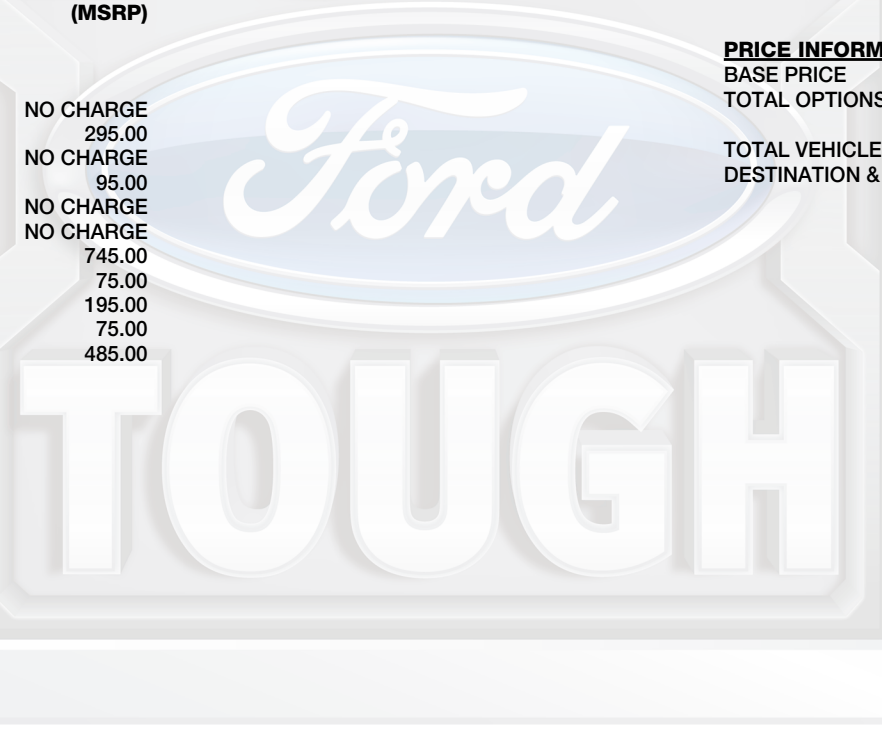 (MSRP)
NO CHARGE
295.00
NO CHARGE
95.00
NO CHARGE
NO CHARGE
745.00
75.00
195.00
75.00
485.00
PRICE INFORM
BASE PRICE
TOTAL OPTIONS
TOTAL VEHICLE
DESTINATION &
Ford
TOUGH